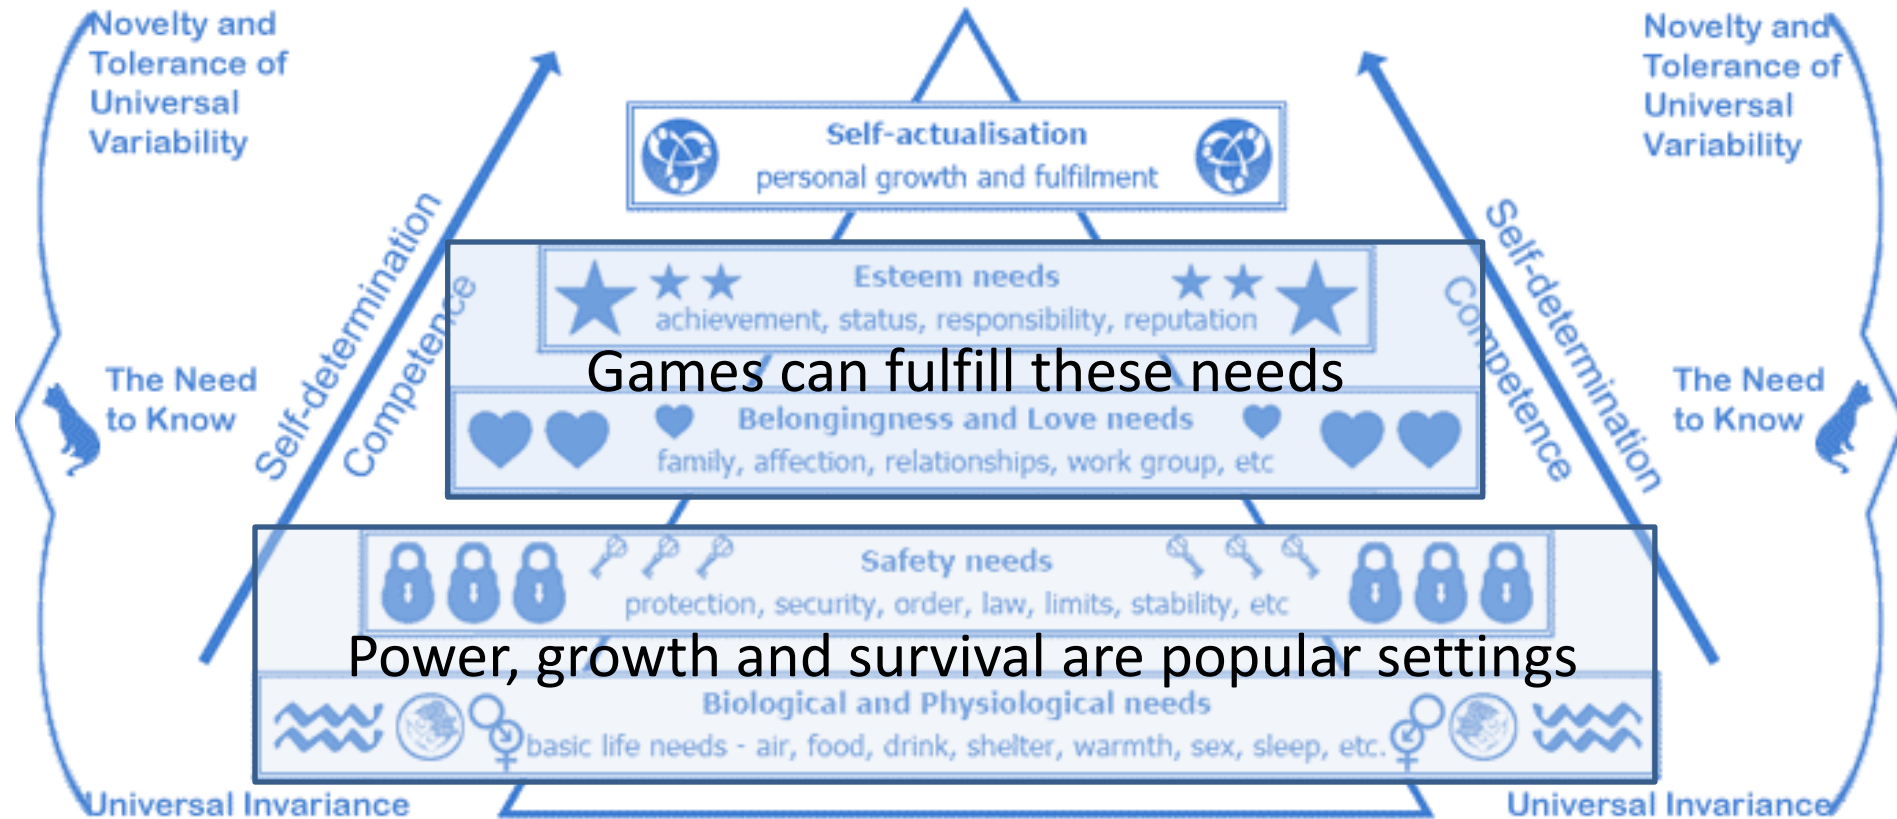 Novelty and
Tolerance of
Universal
Variability
Novelty and
Tolerance of
Universal
Variability
Self-actualisation
personal growth and fulfilment
Self-determination
Competence
Self-determination
Competence
Esteem needs
achievement, status, responsibility, reputation
Games can fulfill these needs
The Need
to Know
The Need
to Know
Belongingness and Love needs
family, affection, relationships, work group, etc
Safety needs
protection, security, order, law, limits, stability, etc
Power, growth and survival are popular settings
Biological and Physiological needs
basic life needs - air, food, drink, shelter, warmth, sex, sleep, etc.
Universal Invariance
Universal Invariance